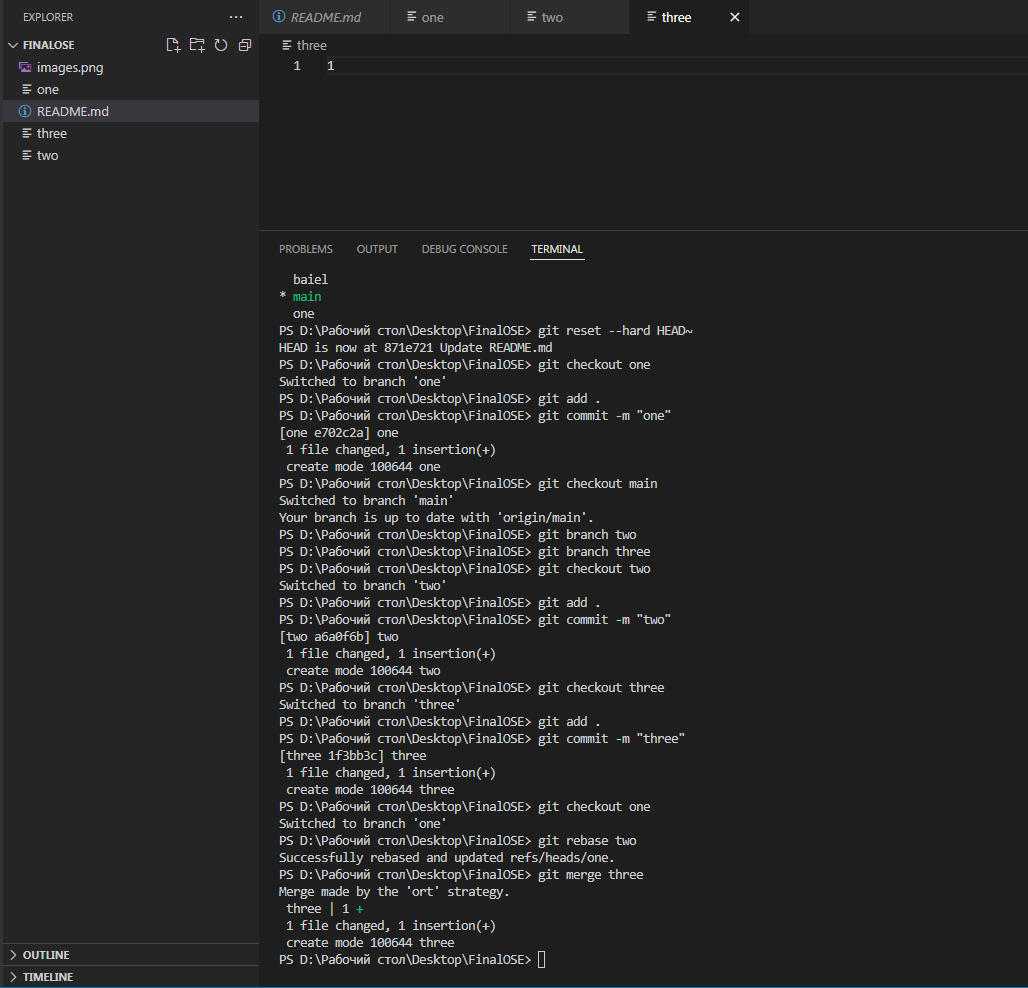 EXPLORER
FINALOSE
images.png
one
README.md
three
two
OUTLINE
TIMELINE
README.md one two three
three
1 1
PROBLEMS OUTPUT DEBUG CONSOLE TERMINAL
baiel
* main
one
PS D:\Рабочий стол\Desktop\FinalOSE> git reset --hard HEAD~
HEAD is now at 871e721 Update README.md
PS D:\Рабочий стол\Desktop\FinalOSE> git checkout one
Switched to branch 'one'
PS D:\Рабочий стол\Desktop\FinalOSE> git add .
PS D:\Рабочий стол\Desktop\FinalOSE> git commit -m "one"
[one e702c2a] one
1 file changed, 1 insertion(+)
create mode 100644 one
PS D:\Рабочий стол\Desktop\FinalOSE> git checkout main
Switched to branch 'main'
Your branch is up to date with 'origin/main'.
PS D:\Рабочий стол\Desktop\FinalOSE> git branch two
PS D:\Рабочий стол\Desktop\FinalOSE> git branch three
PS D:\Рабочий стол\Desktop\FinalOSE> git checkout two
Switched to branch 'two'
PS D:\Рабочий стол\Desktop\FinalOSE> git add .
PS D:\Рабочий стол\Desktop\FinalOSE> git commit -m "two"
[two a6a0f6b] two
1 file changed, 1 insertion(+)
create mode 100644 two
PS D:\Рабочий стол\Desktop\FinalOSE> git checkout three
Switched to branch 'three'
PS D:\Рабочий стол\Desktop\FinalOSE> git add .
PS D:\Рабочий стол\Desktop\FinalOSE> git commit -m "three"
[three 1f3bb3c] three
1 file changed, 1 insertion(+)
create mode 100644 three
PS D:\Рабочий стол\Desktop\FinalOSE> git checkout one
Switched to branch 'one'
PS D:\Рабочий стол\Desktop\FinalOSE> git rebase two
Successfully rebased and updated refs/heads/one.
PS D:\Рабочий стол\Desktop\FinalOSE> git merge three
Merge made by the 'ort' strategy.
three | 1 +
1 file changed, 1 insertion(+)
create mode 100644 three
PS D:\Рабочий стол\Desktop\FinalOSE>